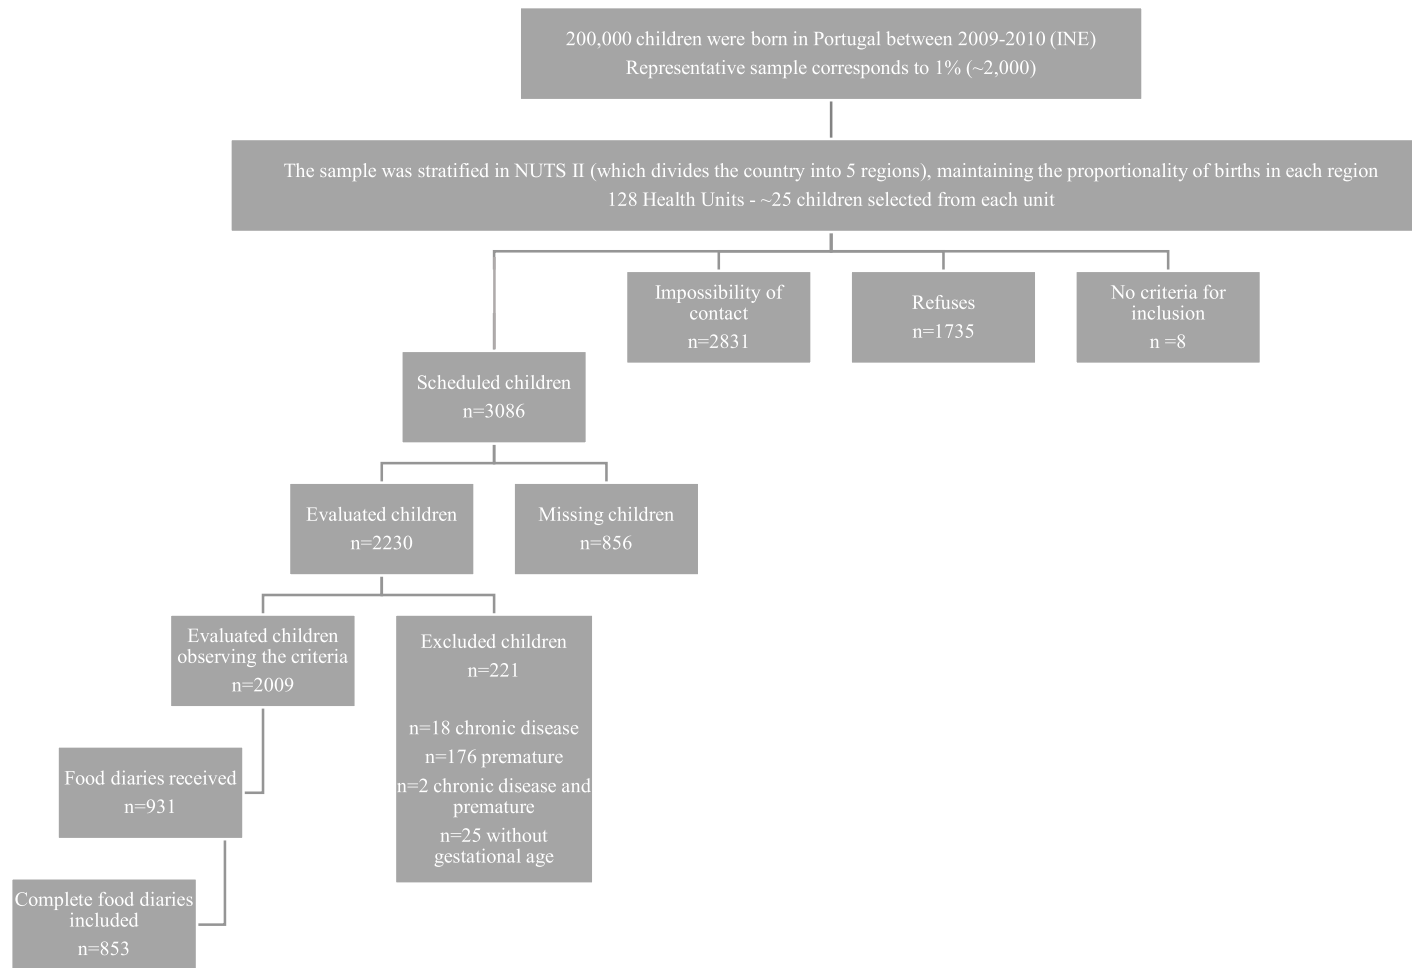 200,000 children were born in Portugal between 2009-2010 (INE)
Representative sample corresponds to 1% (~2,000)
The sample was stratified in NUTS II (which divides the country into 5 regions), maintaining the proportionality of births in each region
128 Health Units - ~25 children selected from each unit
Impossibility of
contact
n=2831
Refuses
n=1735
No criteria for
inclusion
n =8
Scheduled children
n=3086
Evaluated children
n=2230
Missing children
n=856
Evaluated children
observing the criteria
n=2009
Excluded children
n=221
n=18 chronic disease
n=176 premature
n=2 chronic disease and
premature
n=25 without
gestational age
Food diaries received
n=931
Complete food diaries
included
n=853